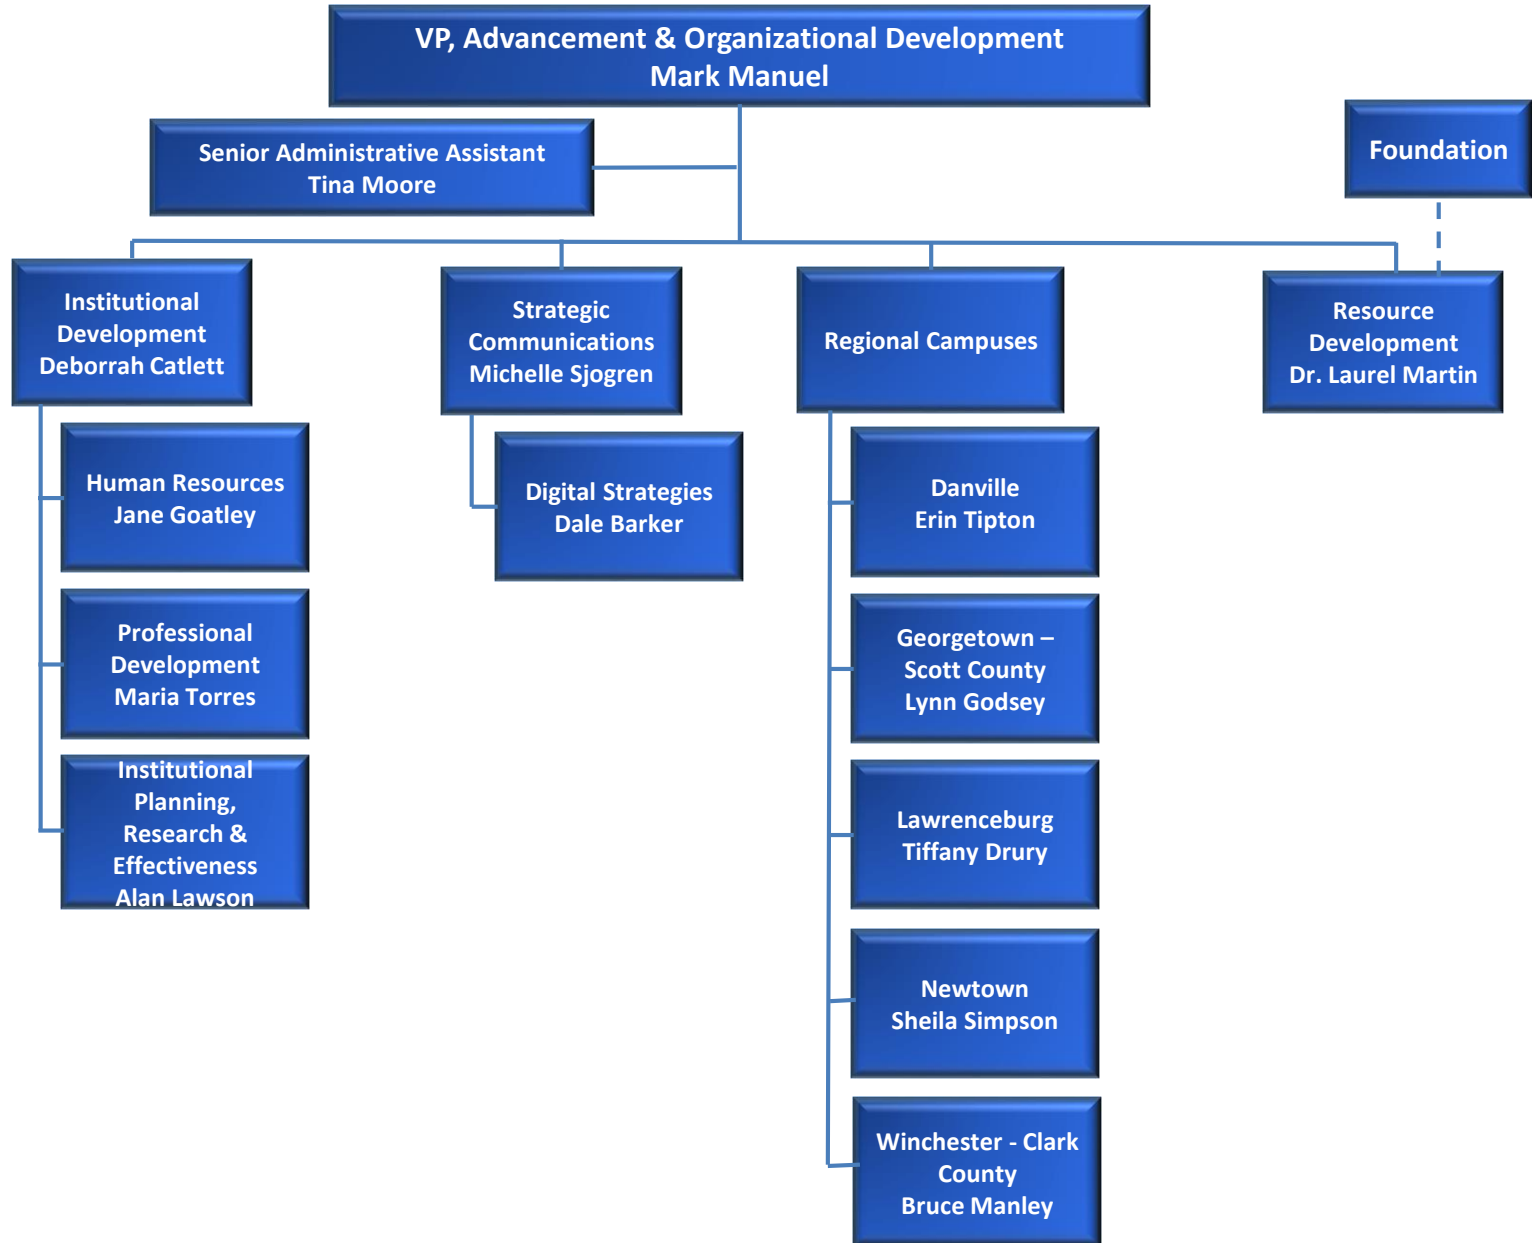 VP, Advancement & Organizational Development
Mark Manuel
Senior Administrative Assistant
Tina Moore
Foundation
Institutional
Development
Deborrah Catlett
Strategic
Communications
Michelle Sjogren
Regional Campuses
Resource
Development
Dr. Laurel Martin
Human Resources
Jane Goatley
Professional
Development
Maria Torres
Institutional
Planning,
Research &
Effectiveness
Alan Lawson
Digital Strategies
Dale Barker
Danville
Erin Tipton
Georgetown –
Scott County
Lynn Godsey
Lawrenceburg
Tiffany Drury
Newtown
Sheila Simpson
Winchester - Clark
County
Bruce Manley